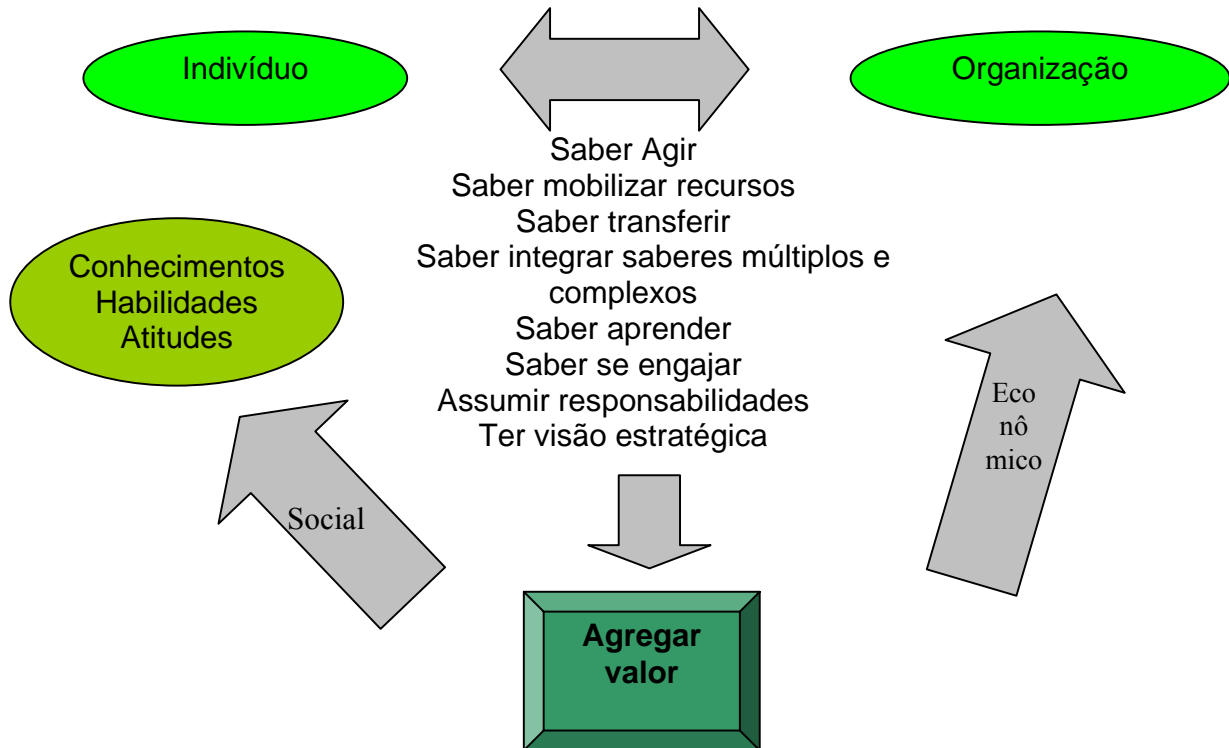 Indivíduo
Organização
Saber Agir
Saber mobilizar recursos
Saber transferir
Saber integrar saberes múltiplos e
complexos
Saber aprender
Saber se engajar
Assumir responsabilidades
Ter visão estratégica
Conhecimentos
Habilidades
Atitudes
Social
Eco
nô
mico
Agregar
valor